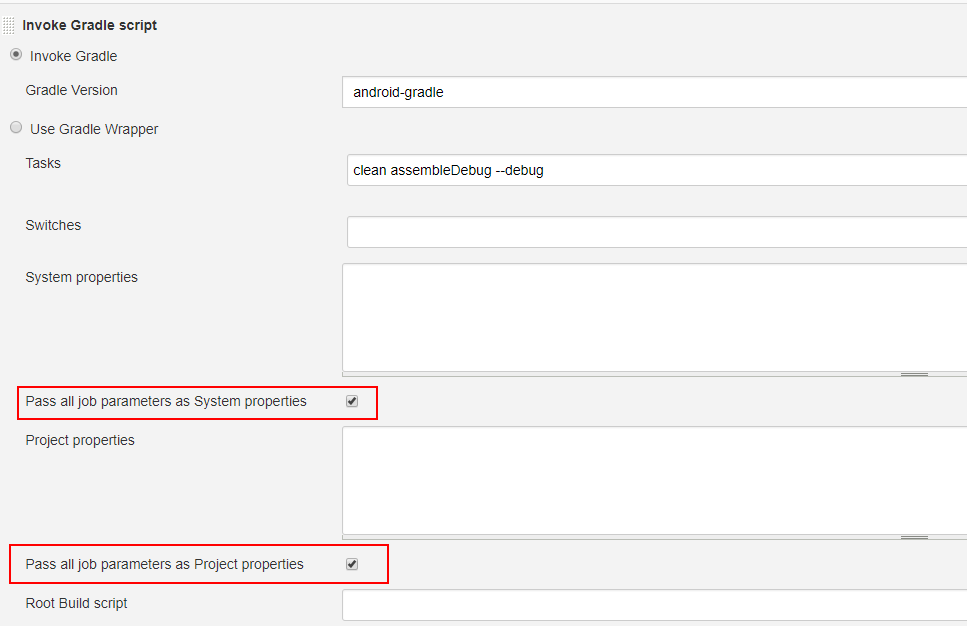 Invoke Gradle script
Invoke Gradle
Gradle Version
android-gradle
Use Gradle Wrapper
Tasks
clean assembleDebug --debug
Switches
System properties
Pass all job parameters as System properties
Project properties
Pass all job parameters as Project properties
Root Build script